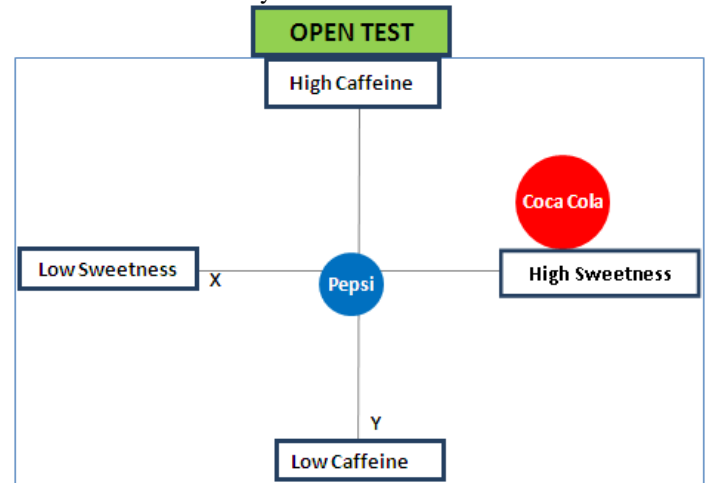 OPEN TEST
High Caffeine
Coca Cola
Low Sweetness
X
Pepsi
High Sweetness
Y
Low Caffeine